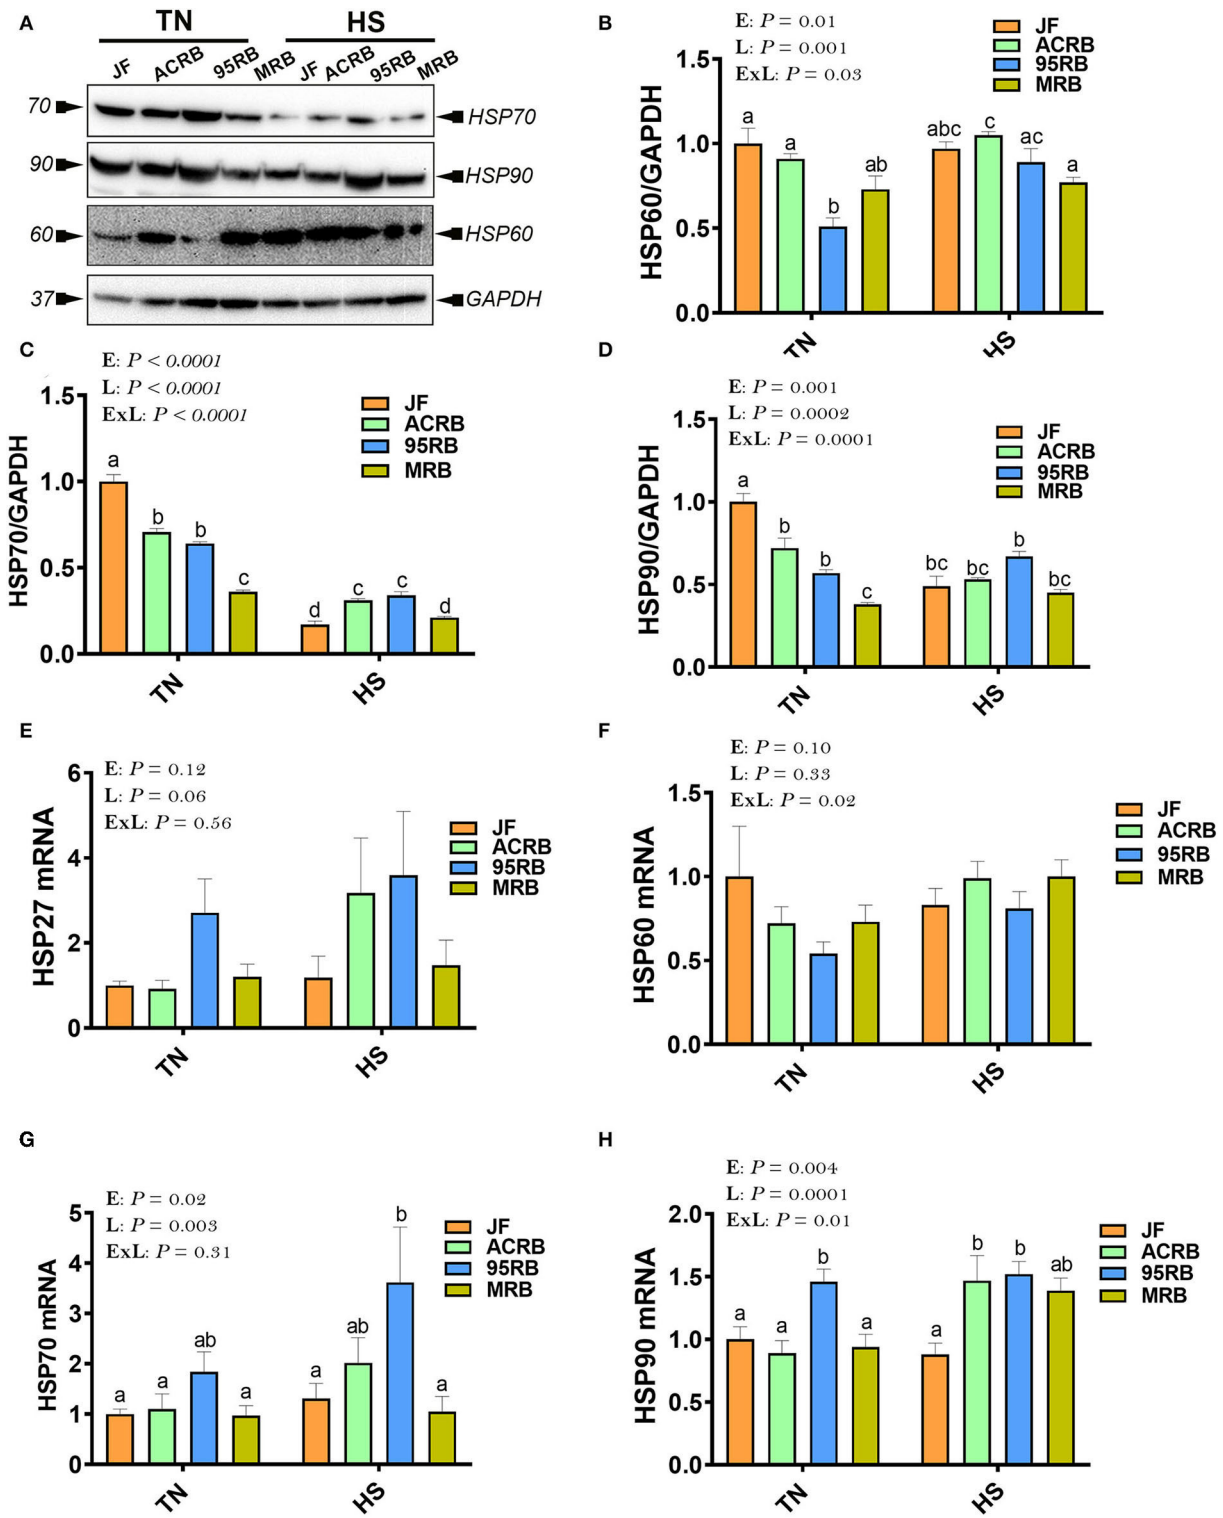 A
TN HS
JF ACRB 95RB MRB JF ACRB 95RB MRB
70 HSP70
90 HSP90
60 HSP60
37 GAPDH
B
E: P = 0.01
L: P = 0.001
ExL: P = 0.03
JF
ACRB
95RB
MRB
HSP60/GAPDH
1.5
1.0
0.5
0.0
a a b ab abc c ac a
TN HS
C
E: P < 0.0001
L: P < 0.0001
ExL: P < 0.0001
JF
ACRB
95RB
MRB
HSP70/GAPDH
1.5
1.0
0.5
0.0
a b b c d c c d
TN HS
D
E: P = 0.001
L: P = 0.0002
ExL: P = 0.0001
JF
ACRB
95RB
MRB
HSP90/GAPDH
1.5
1.0
0.5
0.0
a b b c bc bc b bc
TN HS
E
E: P = 0.12
L: P = 0.06
ExL: P = 0.56
JF
ACRB
95RB
MRB
HSP27 mRNA
6
4
2
0
TN HS
F
E: P = 0.10
L: P = 0.33
ExL: P = 0.02
JF
ACRB
95RB
MRB
HSP60 mRNA
1.5
1.0
0.5
0.0
TN HS
G
E: P = 0.02
L: P = 0.003
ExL: P = 0.31
JF
ACRB
95RB
MRB
HSP70 mRNA
5
4
3
2
1
0
a a ab a a ab b a
TN HS
H
E: P = 0.004
L: P = 0.0001
ExL: P = 0.01
JF
ACRB
95RB
MRB
HSP90 mRNA
2.0
1.5
1.0
0.5
0.0
a a b a a b b ab
TN HS